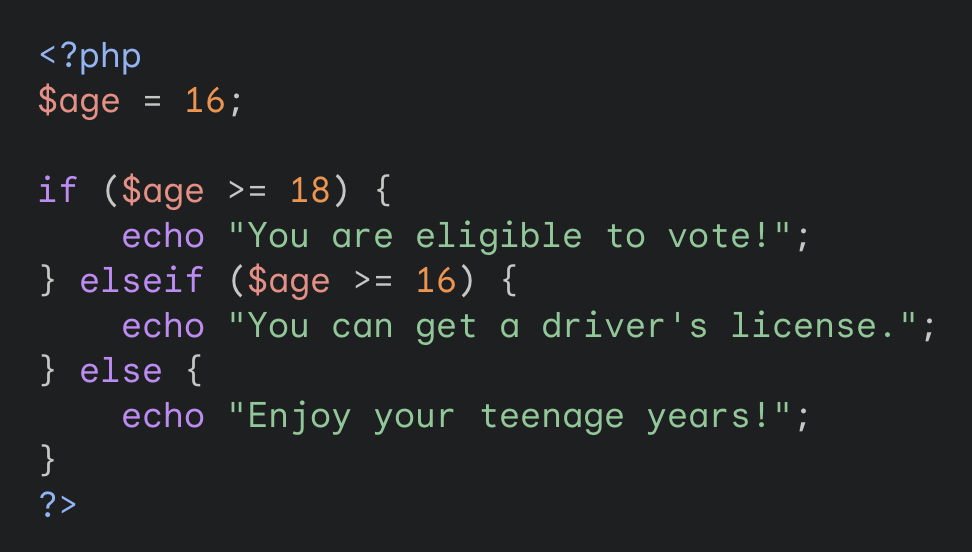 <?php
$age = 16;

if ($age >= 18) {
    echo "You are eligible to vote!";
} elseif ($age >= 16) {
    echo "You can get a driver's license.";
} else {
    echo "Enjoy your teenage years!";
}
?>